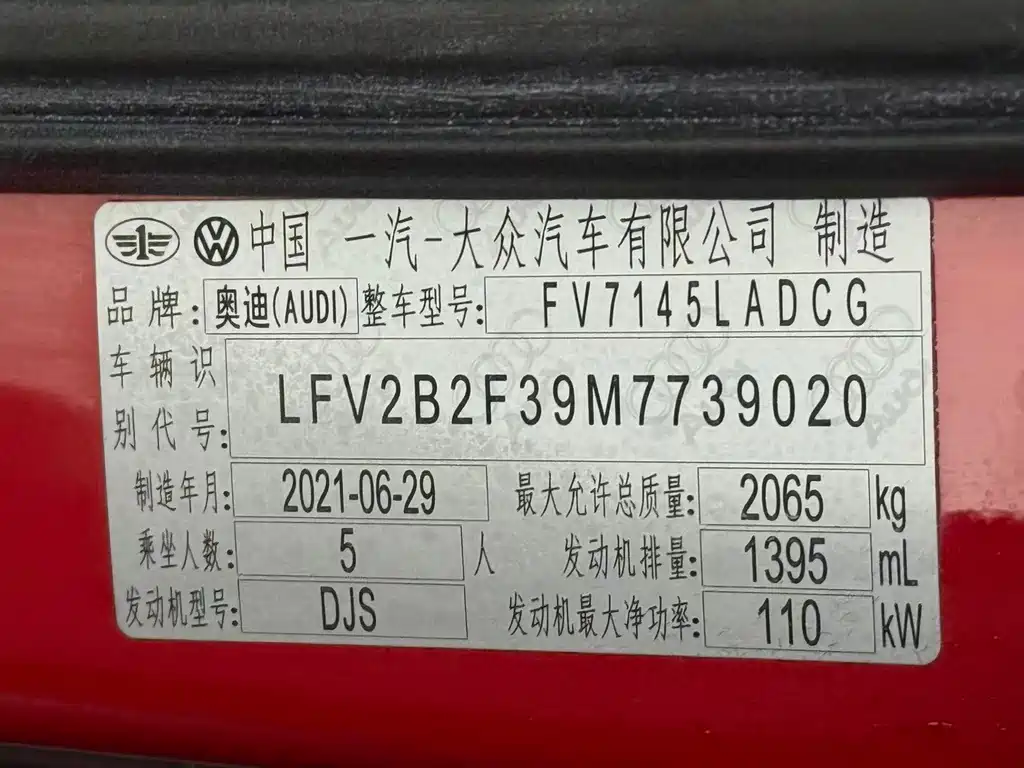 中国 一汽-大众汽车有限公司 制造
品牌: 奥迪(AUDI) 整车型号: FV7145LADCG
车辆识别代号: LFV2B2F39M7739020
制造年月: 2021-06-29 最大允许总质量: 2065 kg
乘坐人数: 5 人 发动机排量: 1395 mL
发动机型号: DJS 发动机最大净功率: 110 kW